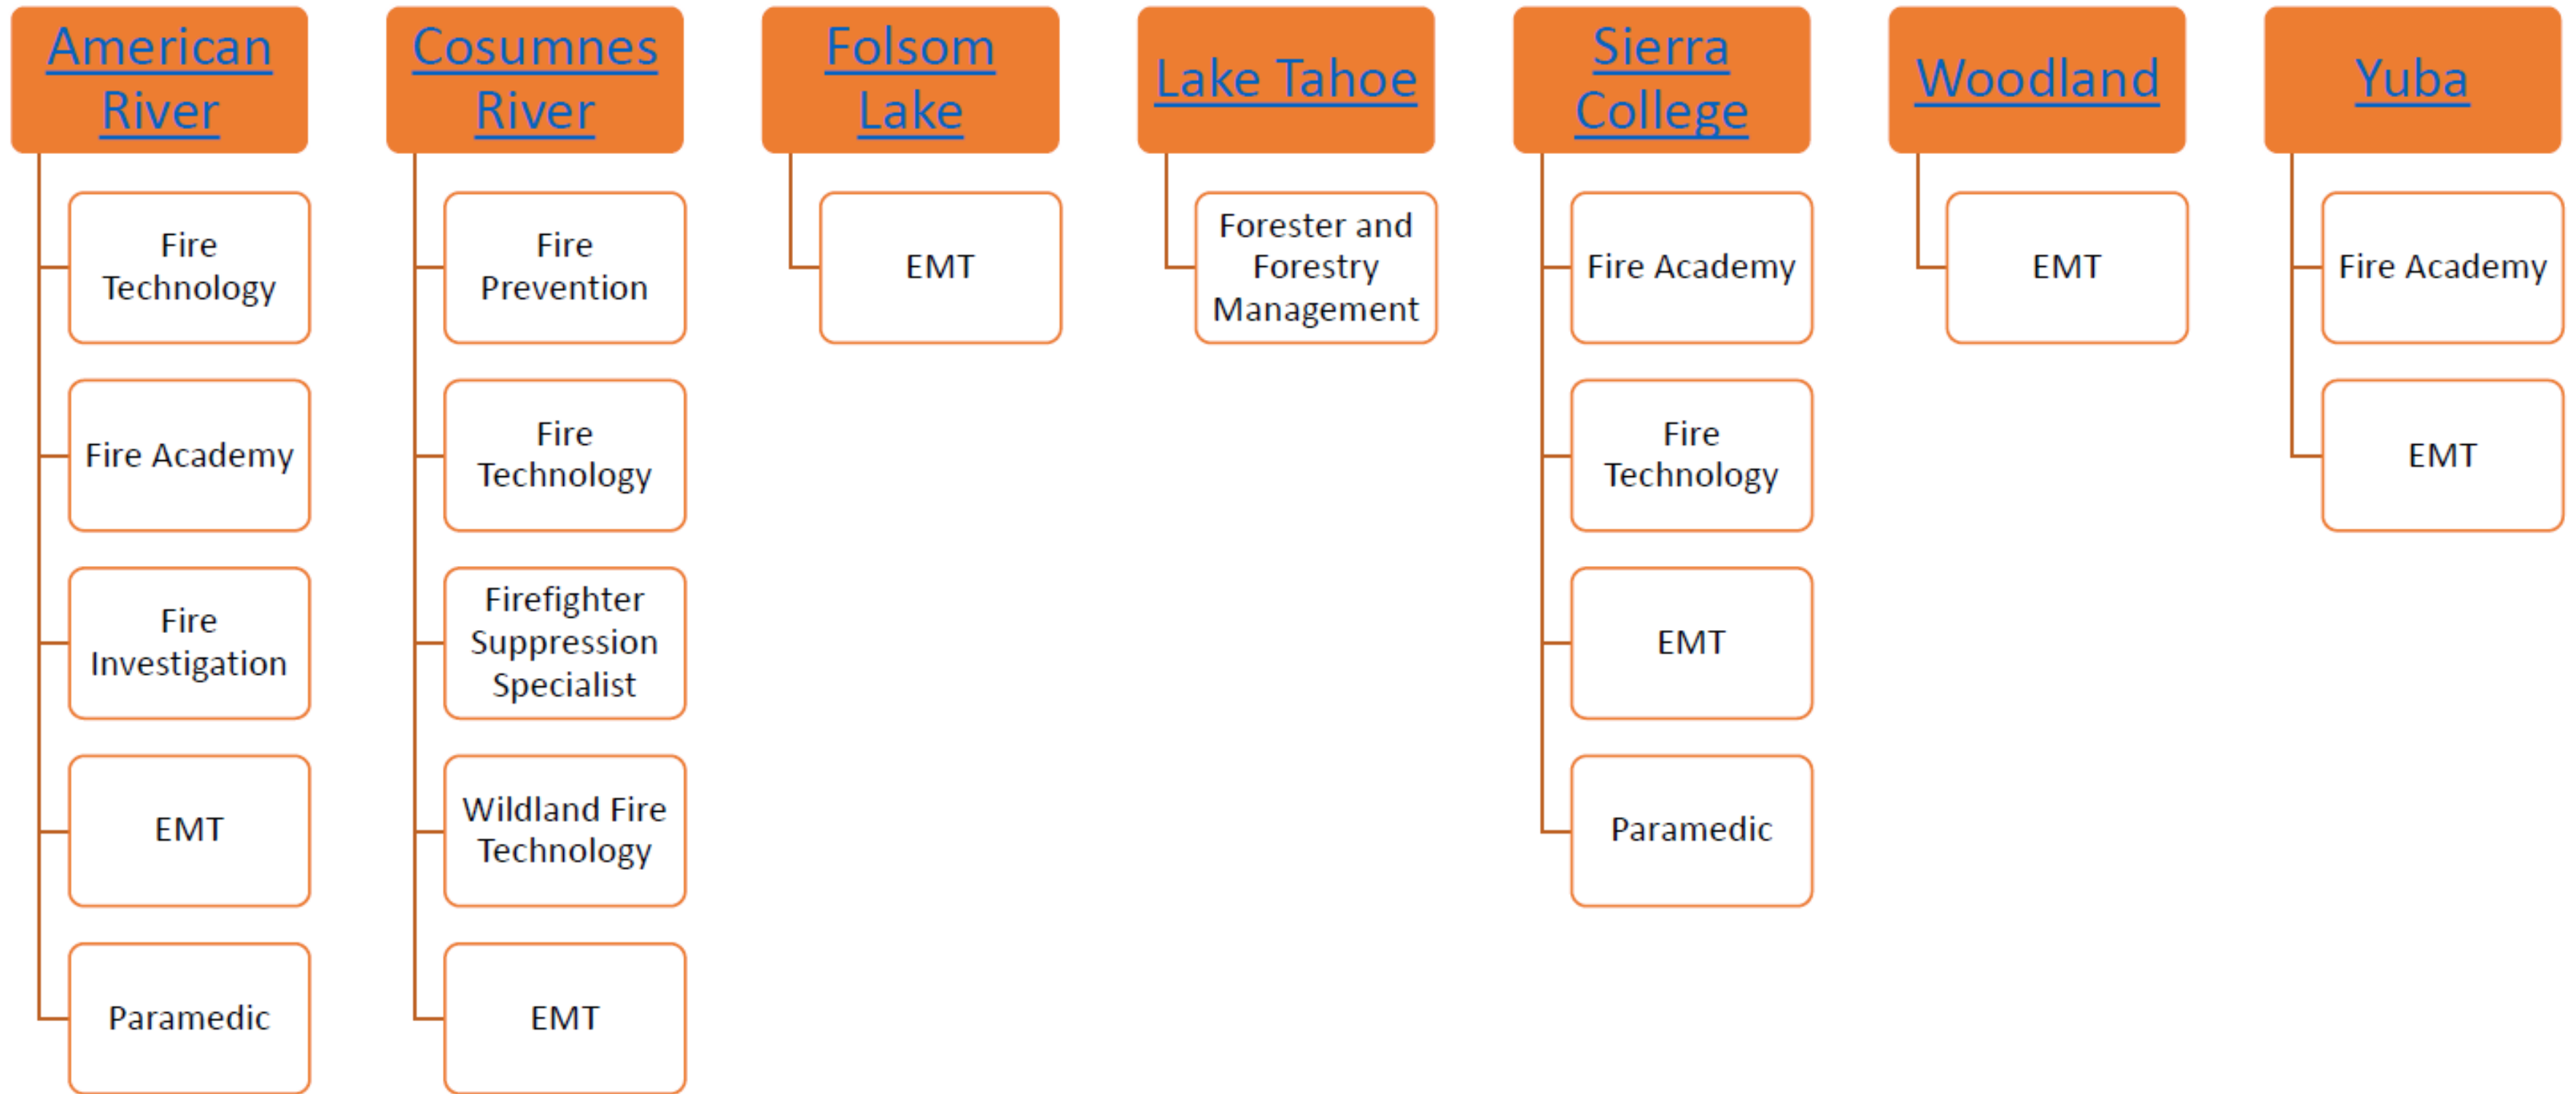 American
River
Fire
Technology
Fire Academy
Fire
Investigation
EMT
Paramedic
Cosumnes
River
Fire
Prevention
Fire
Technology
Firefighter
Suppression
Specialist
Wildland Fire
Technology
EMT
Folsom
Lake
EMT
Lake Tahoe
Forester and
Forestry
Management
Sierra
College
Fire Academy
Fire
Technology
EMT
Paramedic
Woodland
EMT
Yuba
Fire Academy
EMT